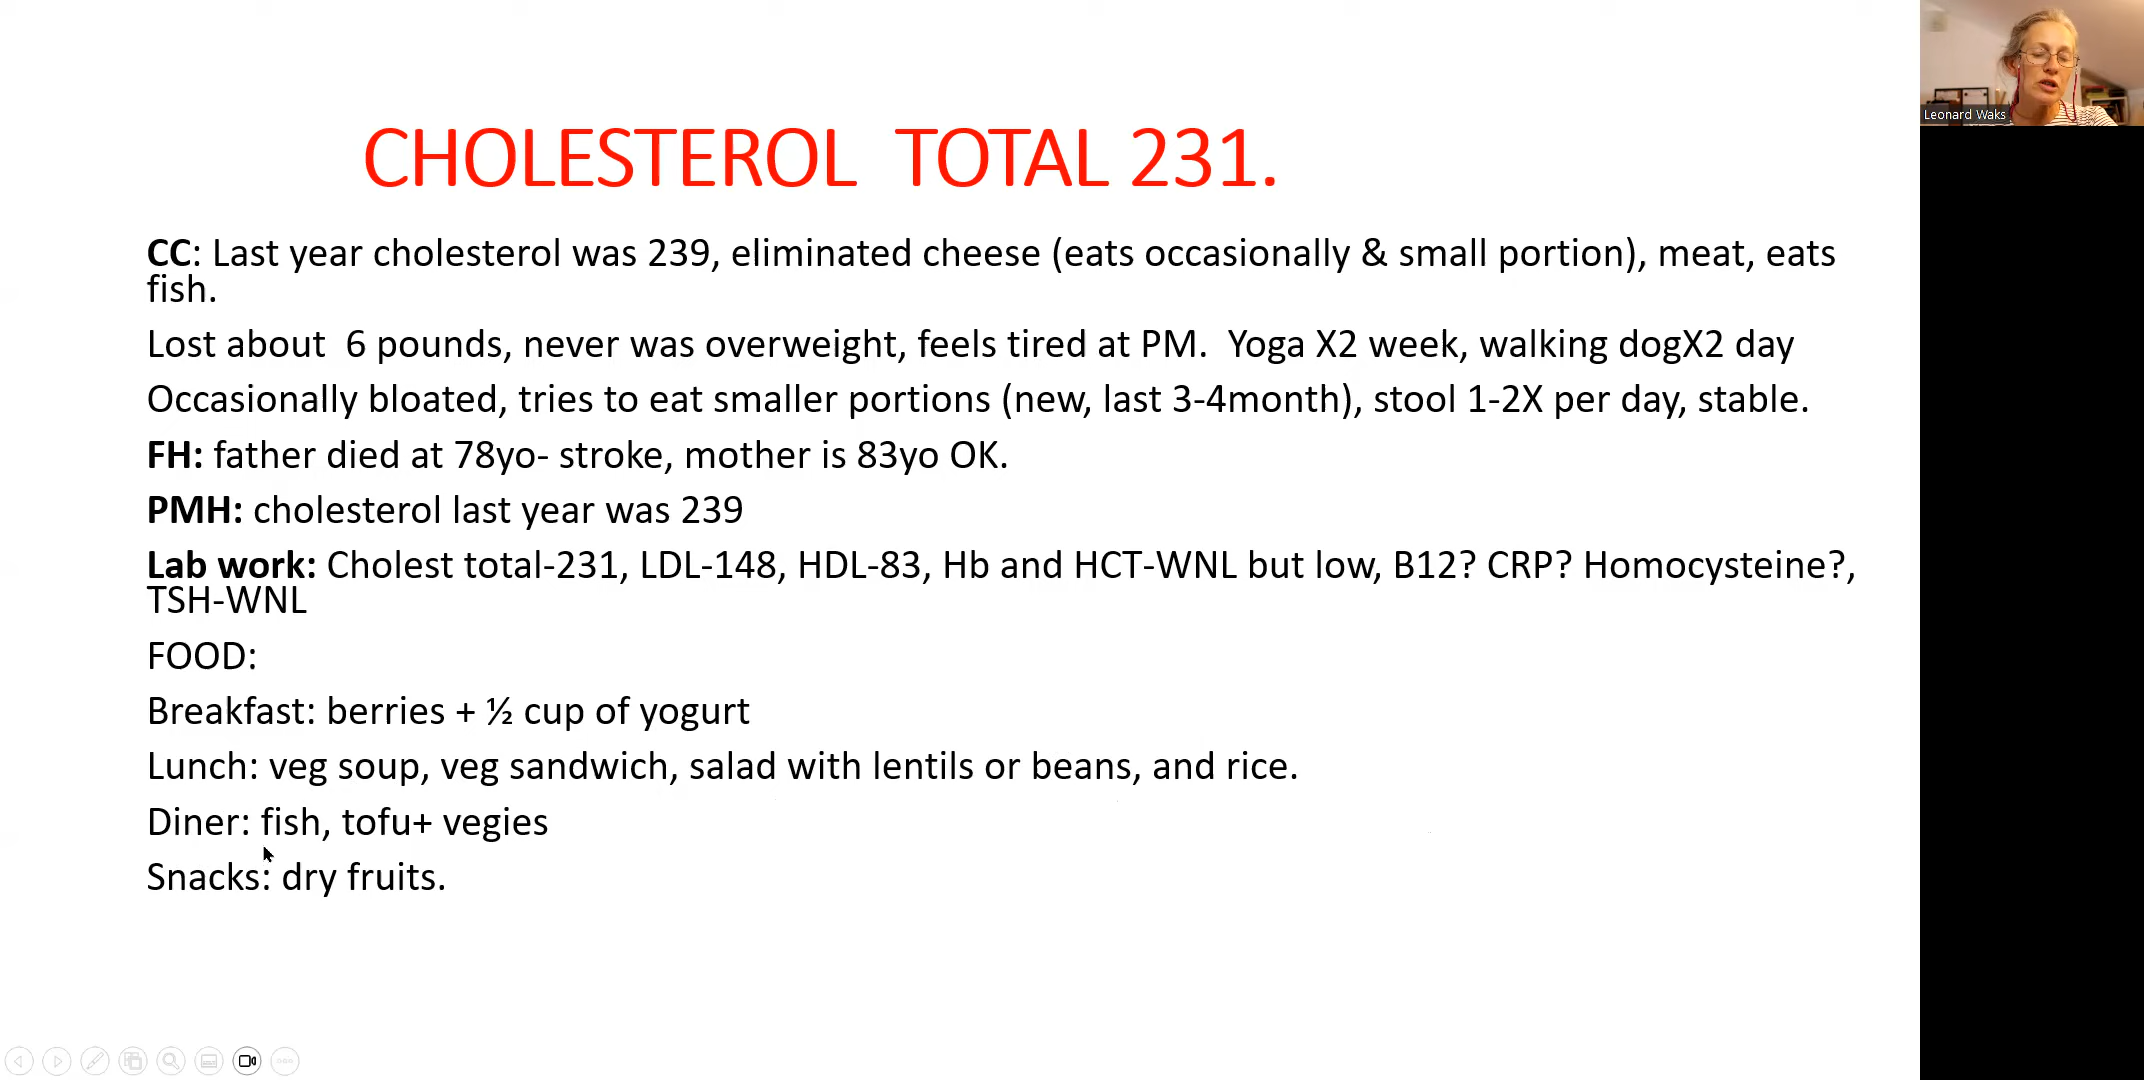 CHOLESTEROL  TOTAL 231.
CC: Last year cholesterol was 239, eliminated cheese (eats occasionally & small portion), meat, eats
fish.
Lost about  6 pounds, never was overweight, feels tired at PM.  Yoga X2 week, walking dogX2 day
Occasionally bloated, tries to eat smaller portions (new, last 3-4month), stool 1-2X per day, stable.
FH: father died at 78yo- stroke, mother is 83yo OK.
PMH: cholesterol last year was 239
Lab work: Cholest total-231, LDL-148, HDL-83, Hb and HCT-WNL but low, B12? CRP? Homocysteine?,
TSH-WNL
FOOD:
Breakfast: berries + ½ cup of yogurt
Lunch: veg soup, veg sandwich, salad with lentils or beans, and rice.
Diner: fish, tofu+ vegies
Snacks: dry fruits.
Leonard Waks